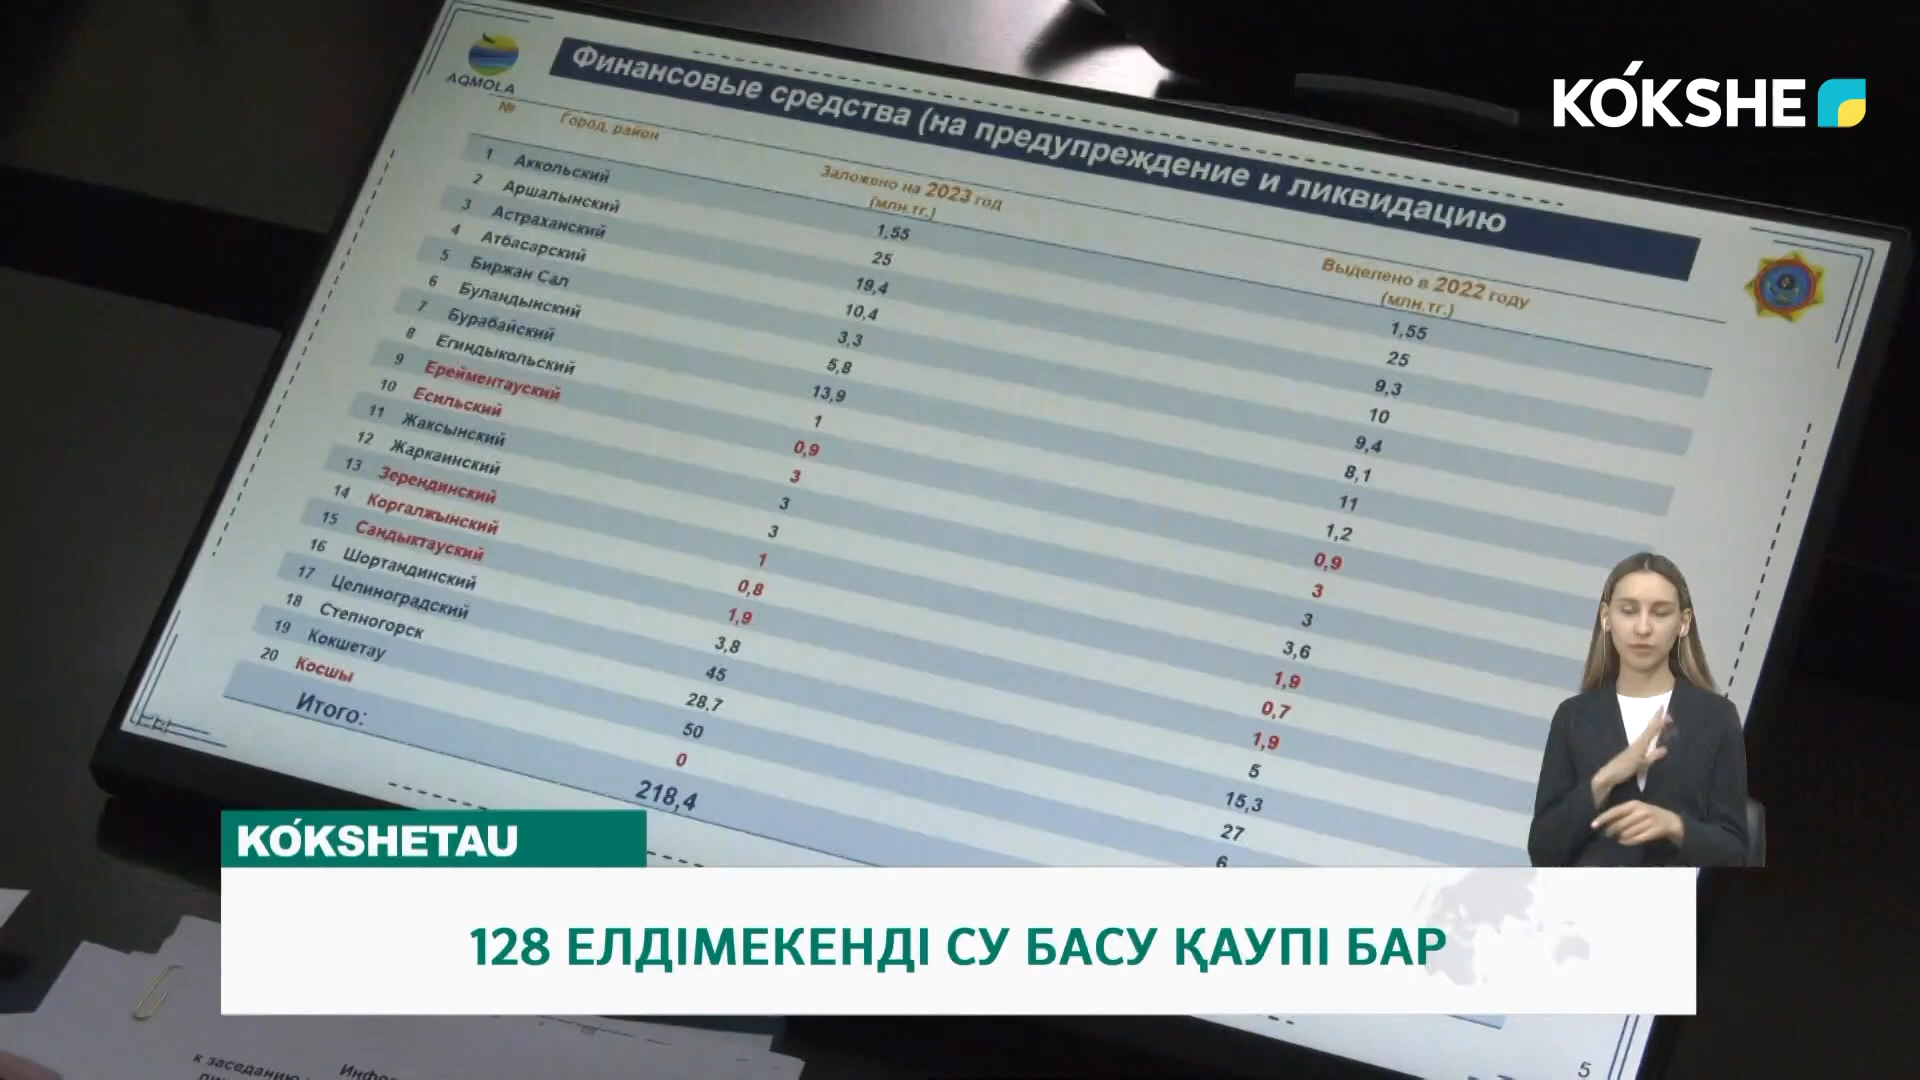 KÓKSHE
AQMOLA
Финансовые средства (на предупреждение и ликвидацию
№ Город, район Заложено на 2023 год (млн.тг.) Выделено в 2022 году (млн.тг.)
1 Аккольский 1,55 1,55
2 Аршалынский 25 25
3 Астраханский 19,4 9,3
4 Атбасарский 10,4 10
5 Биржан Сал 3,3 9,4
6 Буландынский 5,8 8,1
7 Бурабайский 13,9 11
8 Егиндыкольский 1 1,2
9 Ерейментауский 0,9 0,9
10 Есильский 3 3
11 Жаксынский 3 3
12 Жаркаинский 3 3,6
13 Зерендинский 1 1,9
14 Коргалжынский 0,8 0,7
15 Сандыктауский 1,9 1,9
16 Шортандинский 3,8 5
17 Целиноградский 45 15,3
18 Степногорск 28,7 27
19 Кокшетау 50 6
20 Косшы 0
Итого: 218,4
KÓKSHETAU
128 ЕЛДІМЕКЕНДІ СУ БАСУ ҚАУПІ БАР
к заседанию
5